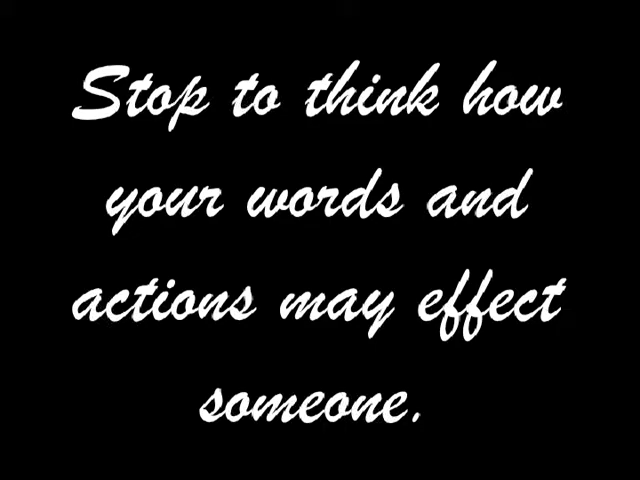 Stop to think how
your words and
actions may effect
someone.